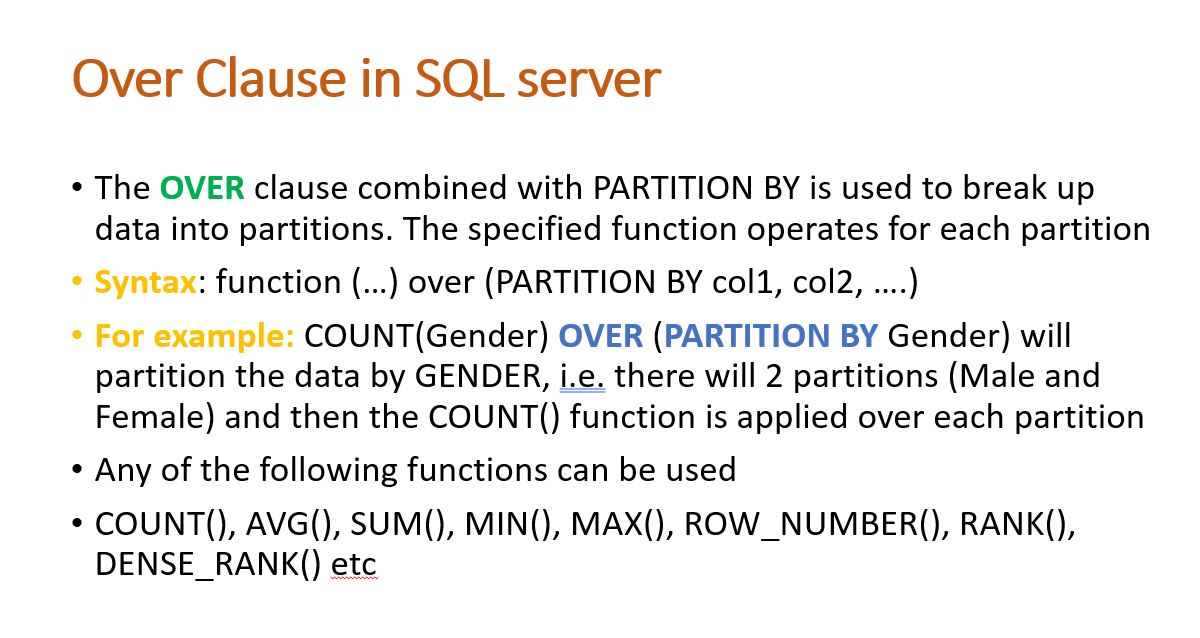 Over Clause in SQL server
• The OVER clause combined with PARTITION BY is used to break up
data into partitions. The specified function operates for each partition
• Syntax: function (…) over (PARTITION BY col1, col2, ….)
• For example: COUNT(Gender) OVER (PARTITION BY Gender) will
partition the data by GENDER, i.e. there will 2 partitions (Male and
Female) and then the COUNT() function is applied over each partition
• Any of the following functions can be used
• COUNT(), AVG(), SUM(), MIN(), MAX(), ROW_NUMBER(), RANK(),
DENSE_RANK() etc